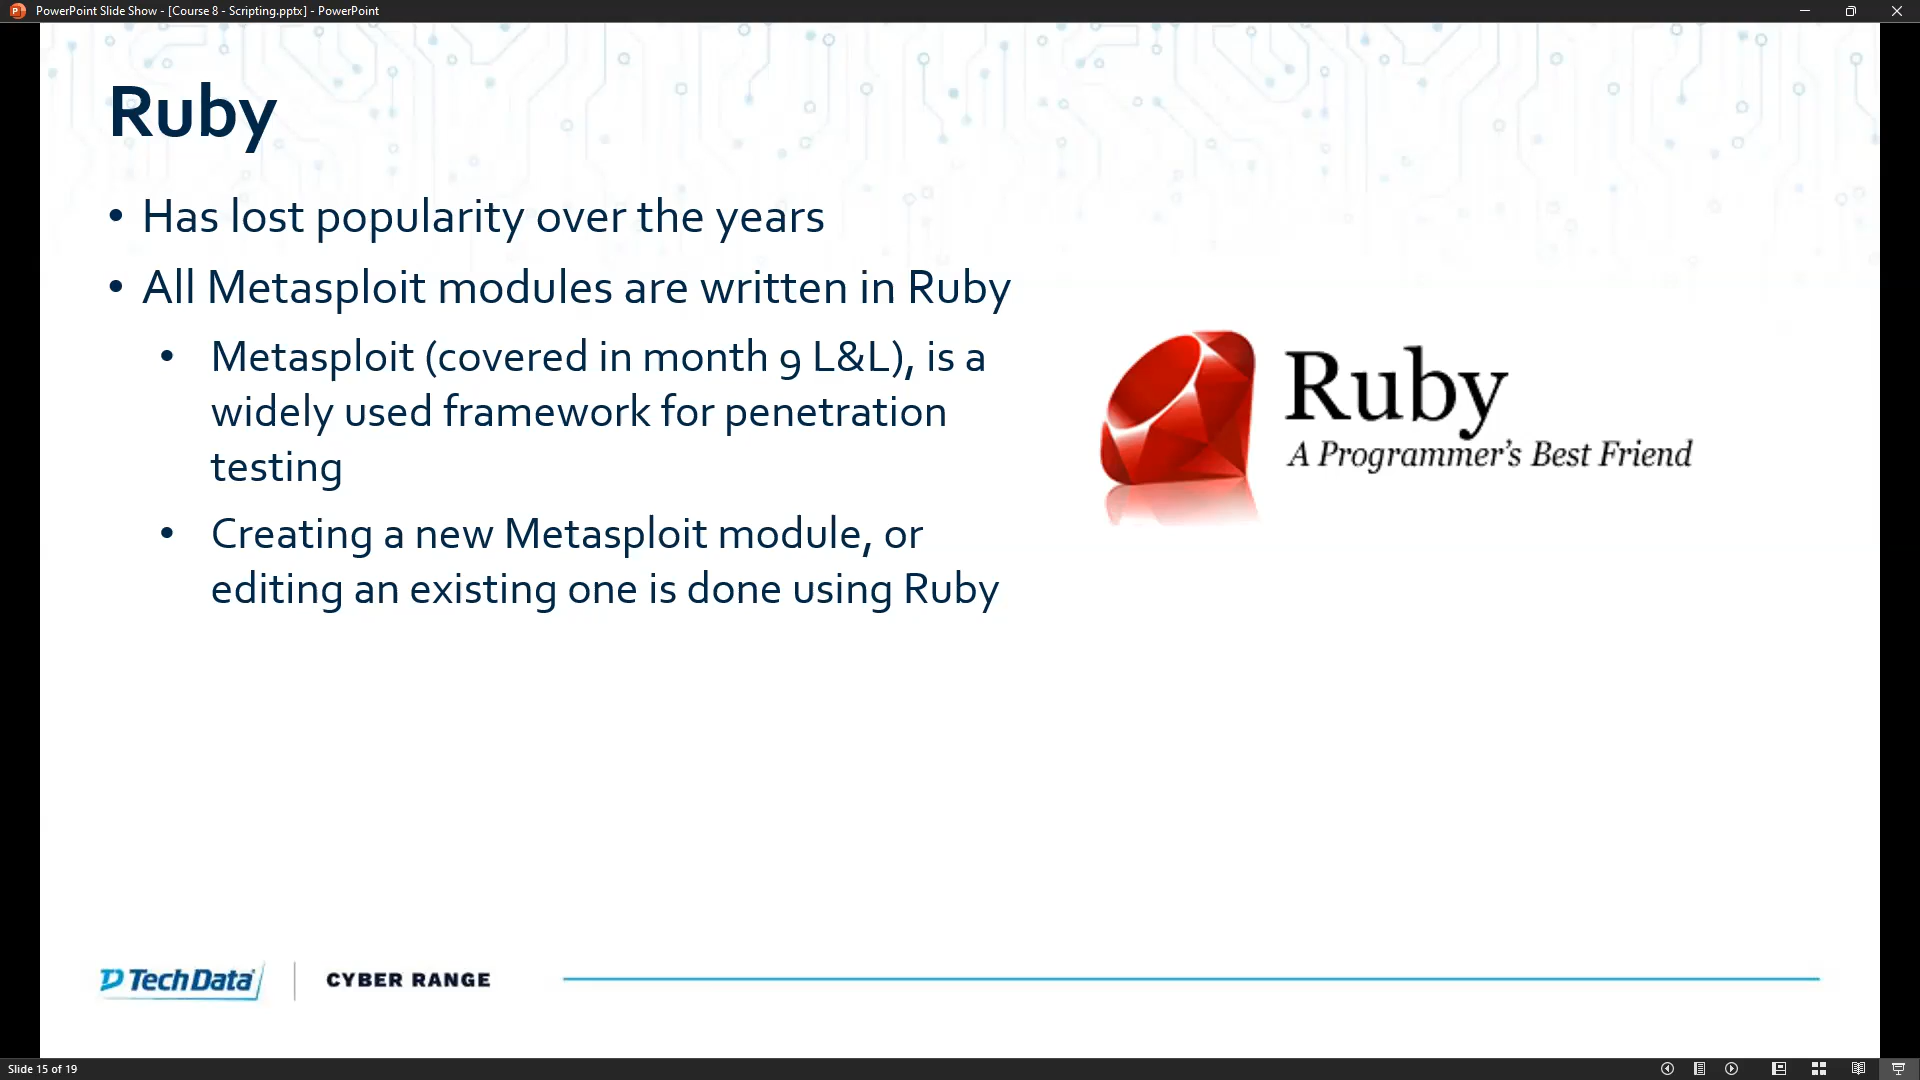 PowerPoint Slide Show - [Course 8 - Scripting.pptx] - PowerPoint
Ruby
• Has lost popularity over the years
• All Metasploit modules are written in Ruby
• Metasploit (covered in month 9 L&L), is a
widely used framework for penetration
testing
• Creating a new Metasploit module, or
editing an existing one is done using Ruby
Ruby
A Programmer's Best Friend
TechData
CYBER RANGE
Slide 15 of 19